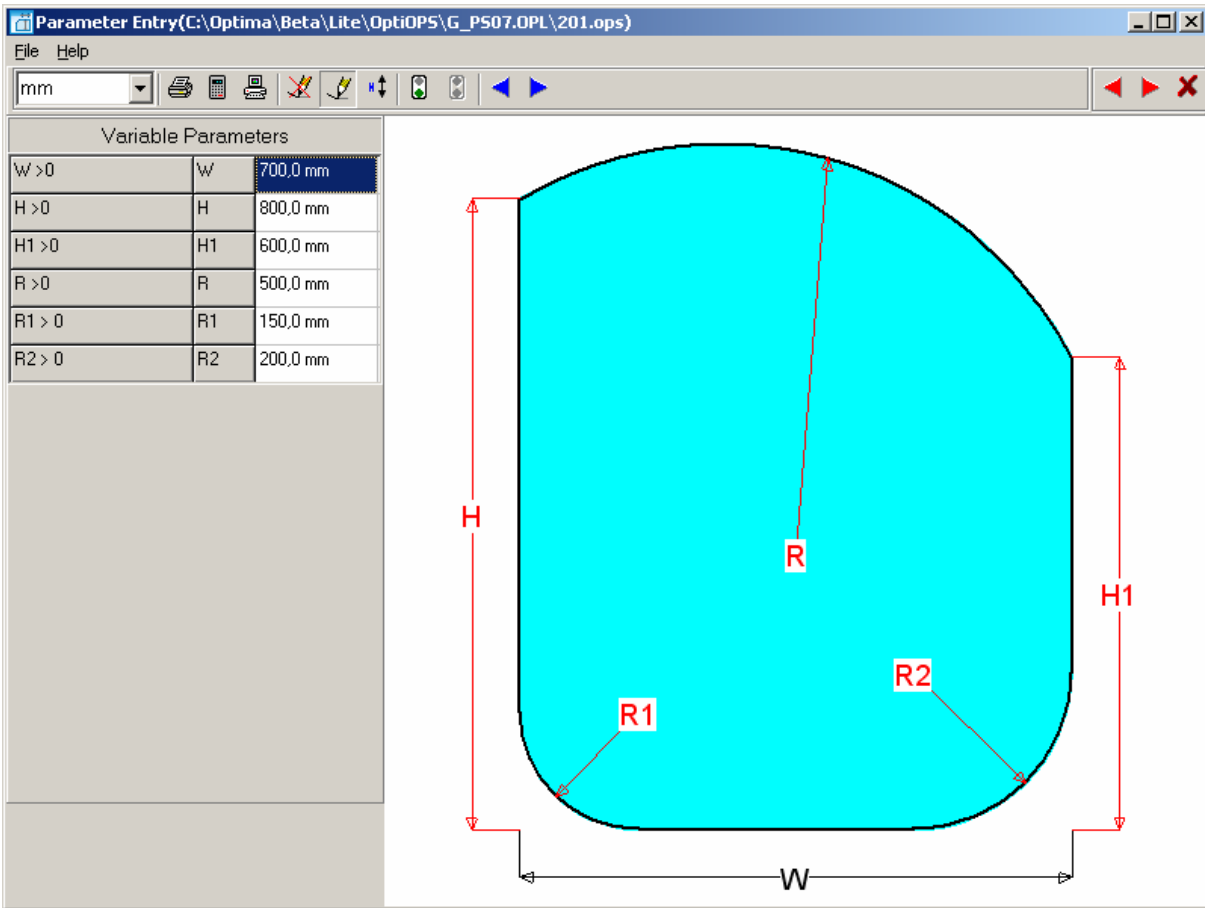 Parameter Entry(C:\Optima\Beta\Lite\OptiOPS\G_PS07.OPL\201.ops)
File Help
mm
Variable Parameters
W >0 W 700,0 mm
H >0 H 800,0 mm
H1 >0 H1 600,0 mm
R >0 R 500,0 mm
R1 > 0 R1 150,0 mm
R2 > 0 R2 200,0 mm
H
R
H1
R2
R1
W